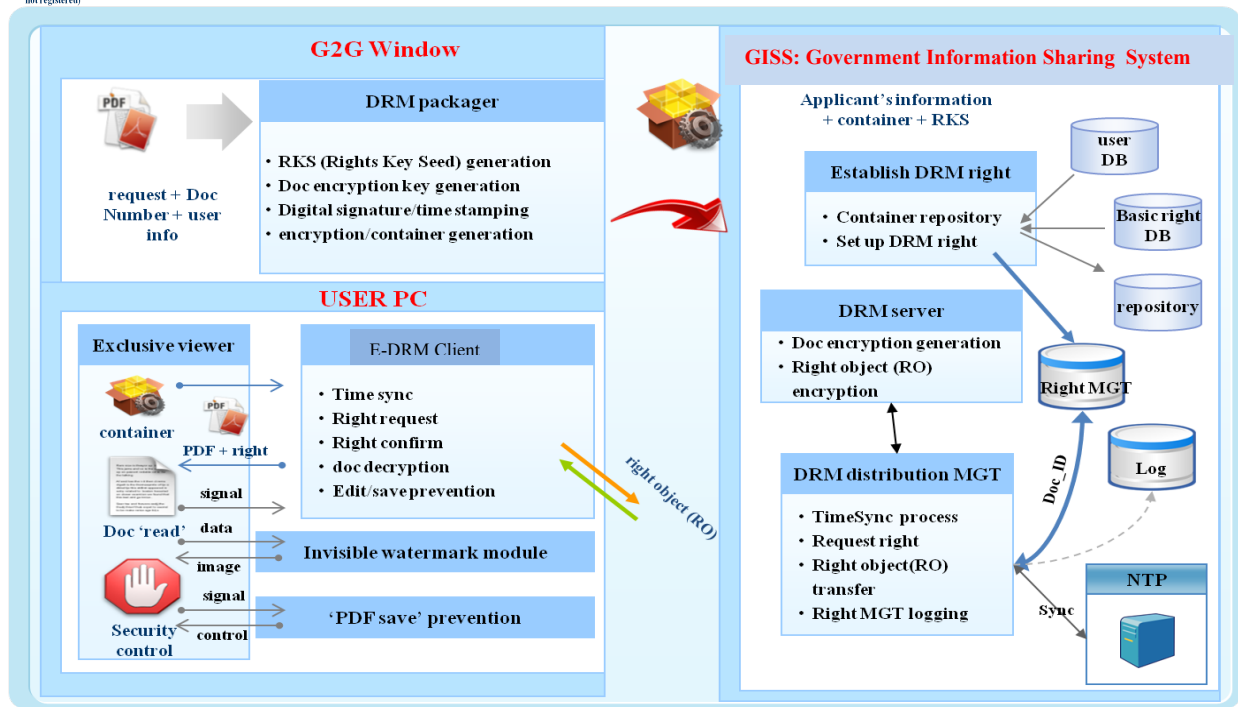 not registered)
G2G Window
PDF
request + Doc
Number + user
info
DRM packager
• RKS (Rights Key Seed) generation
• Doc encryption key generation
• Digital signature/time stamping
• encryption/container generation
USER PC
Exclusive viewer
container
PDF
PDF + right
signal
Doc ‘read’
data
image
signal
Security
control
control
E-DRM Client
• Time sync
• Right request
• Right confirm
• doc decryption
• Edit/save prevention
Invisible watermark module
‘PDF save’ prevention
right object (RO)
GISS: Government Information Sharing System
Applicant’s information
+ container + RKS
Establish DRM right
• Container repository
• Set up DRM right
user
DB
Basic right
DB
repository
DRM server
• Doc encryption generation
• Right object (RO)
encryption
Right MGT
Log
Doc_ID
DRM distribution MGT
• TimeSync process
• Request right
• Right object(RO)
transfer
• Right MGT logging
Sync
NTP